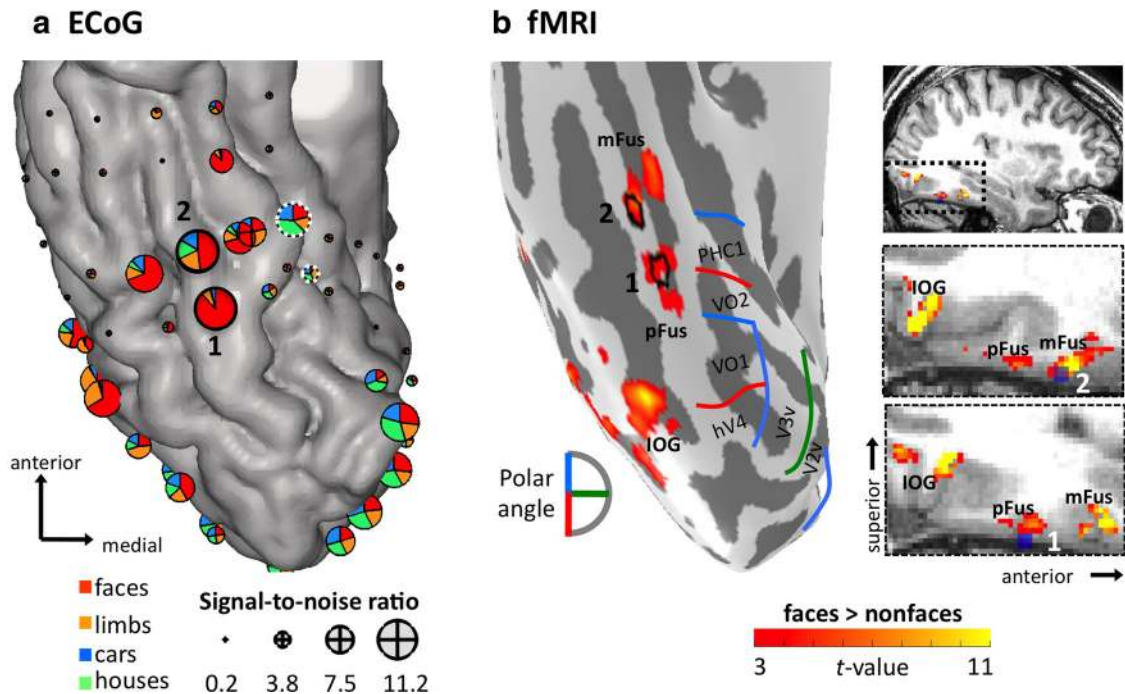 a ECoG
2
1
anterior
medial
faces
limbs
cars
houses
Signal-to-noise ratio
0.2 3.8 7.5 11.2
b fMRI
mFus
2
1
pFus
IOG
PHC1
VO2
VO1
hV4
V3v
V2v
Polar
angle
IOG
pFus
mFus
2
IOG
pFus
mFus
1
superior
anterior
faces > nonfaces
3 t-value 11